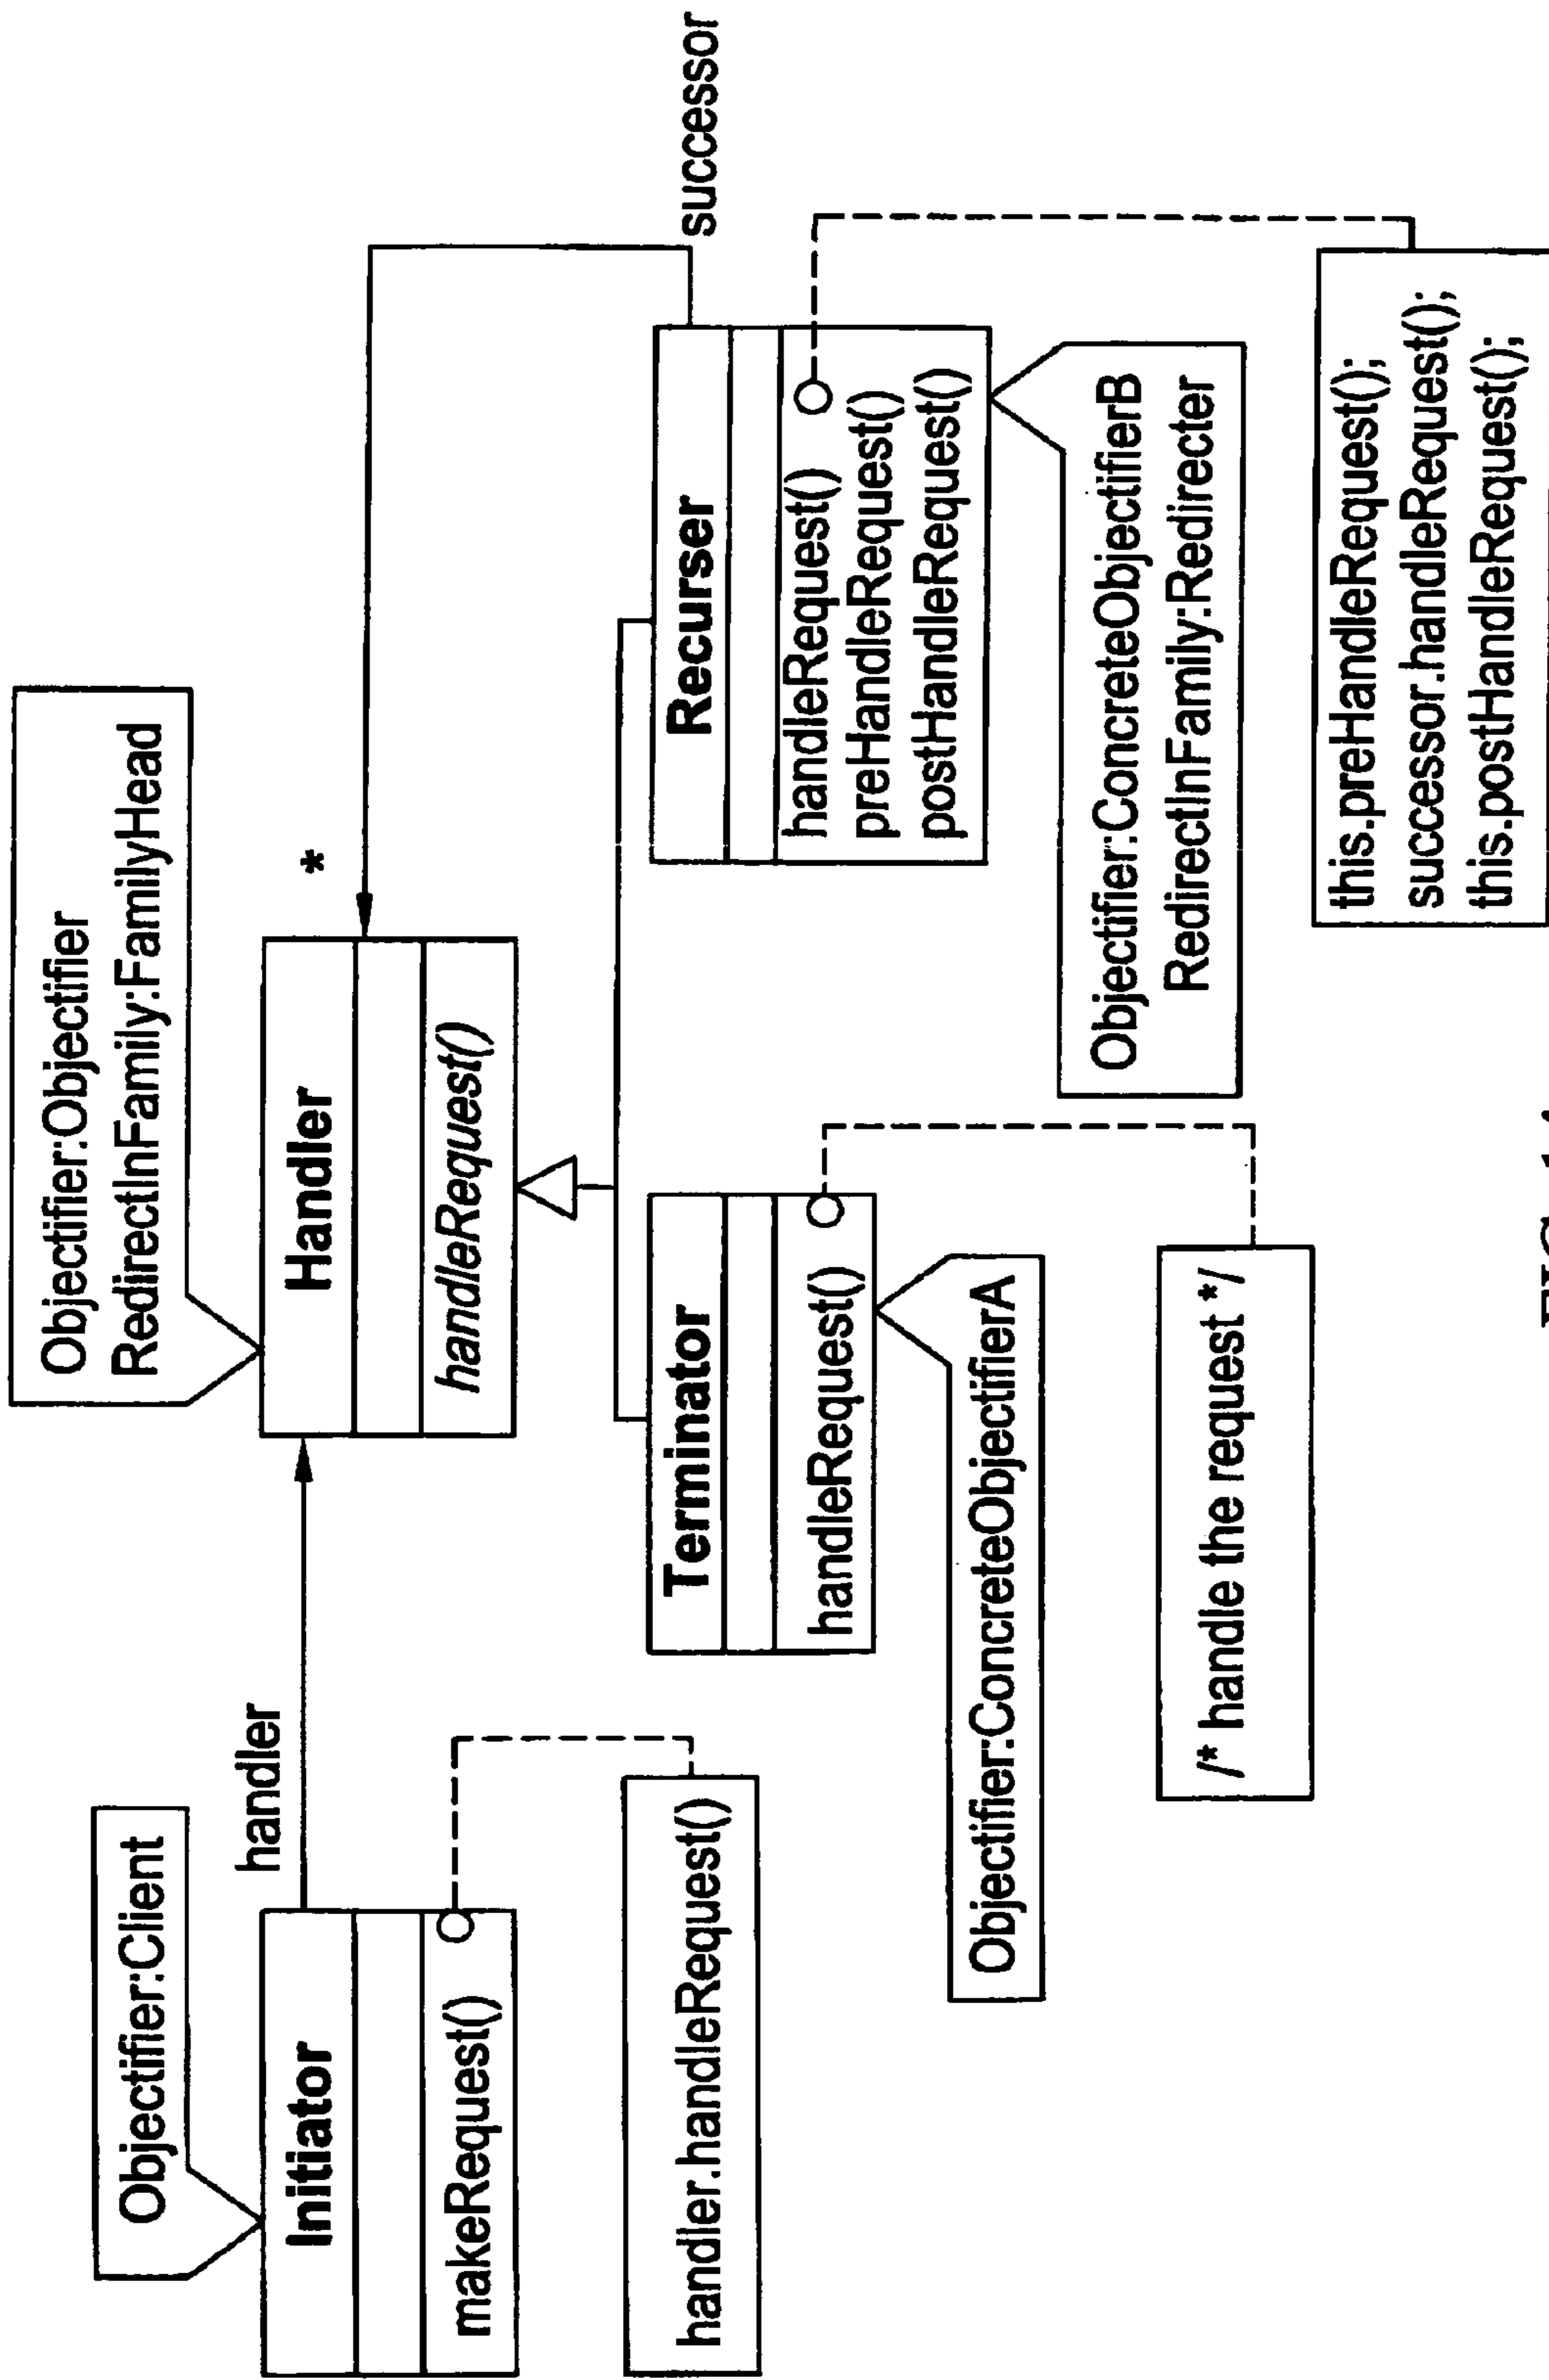 Objectifier:Client
Initiator
makeRequest()
handler.handleRequest()
handler
Objectifier:Objectifier
RedirectInFamily:FamilyHead
Handler
handleRequest()
*
successor
Terminator
handleRequest()
Objectifier:ConcreteObjectifierA
/* handle the request */
Recurser
handleRequest()
preHandleRequest()
postHandleRequest()
Objectifier:ConcreteObjectifierB
RedirectInFamily:Redirecter
this.preHandleRequest();
successor.handleRequest();
this.postHandleRequest();